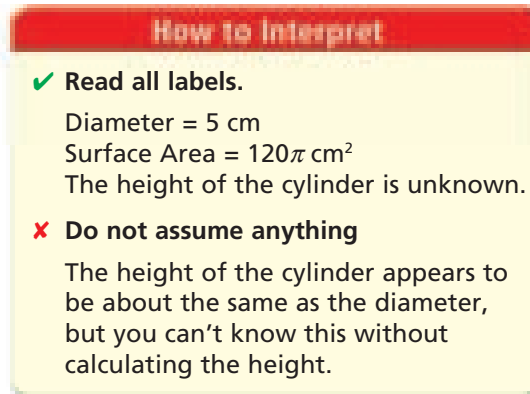 How to Interpret
✔ Read all labels.
Diameter = 5 cm
Surface Area = 120π cm²
The height of the cylinder is unknown.
✘ Do not assume anything
The height of the cylinder appears to
be about the same as the diameter,
but you can't know this without
calculating the height.